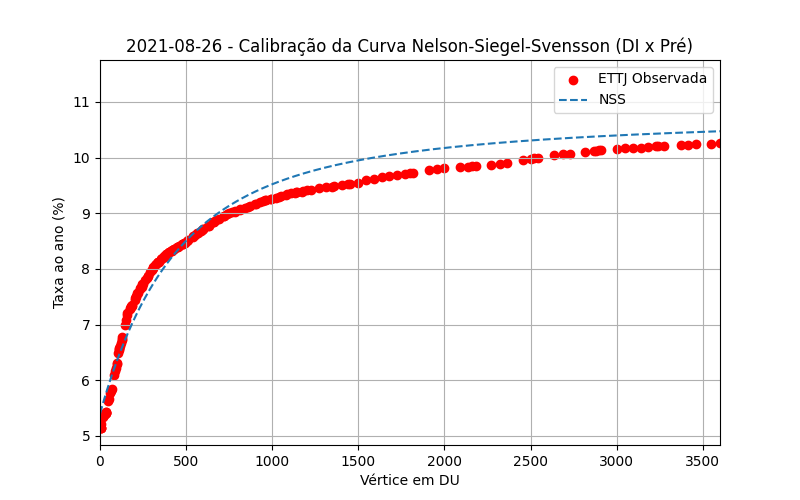 2021-08-26 - Calibração da Curva Nelson-Siegel-Svensson (DI x Pré)
ETTJ Observada
NSS
Taxa ao ano (%)
11
10
9
8
7
6
5
0 500 1000 1500 2000 2500 3000 3500
Vértice em DU